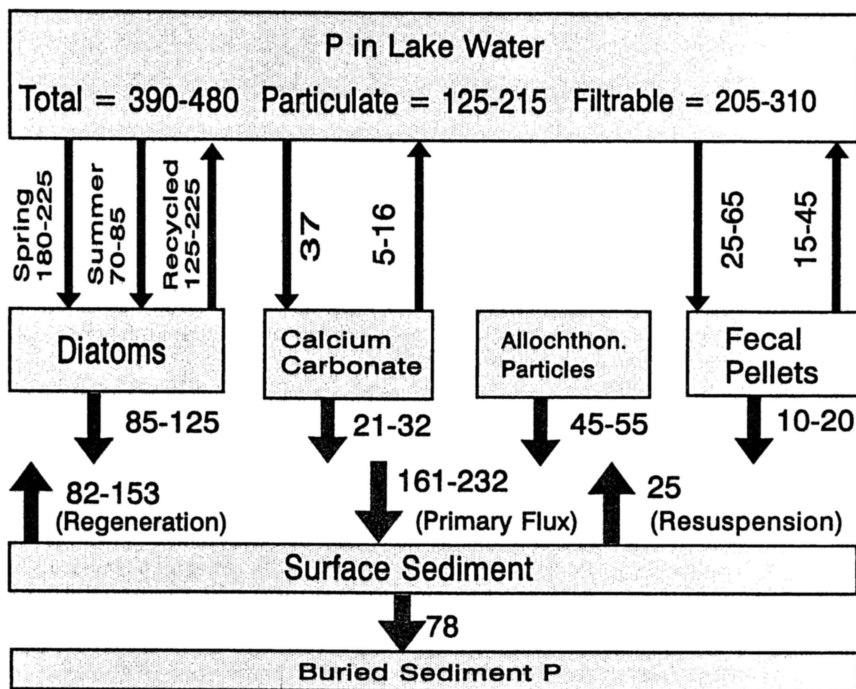 P in Lake Water
Total = 390-480 Particulate = 125-215 Filtrable = 205-310
Spring
180-225
Summer
70-85
Recycled
125-225
37
5-16
25-65
15-45
Diatoms
Calcium
Carbonate
Allochthon.
Particles
Fecal
Pellets
85-125
21-32
45-55
10-20
82-153
(Regeneration)
161-232
(Primary Flux)
25
(Resuspension)
Surface Sediment
78
Buried Sediment P